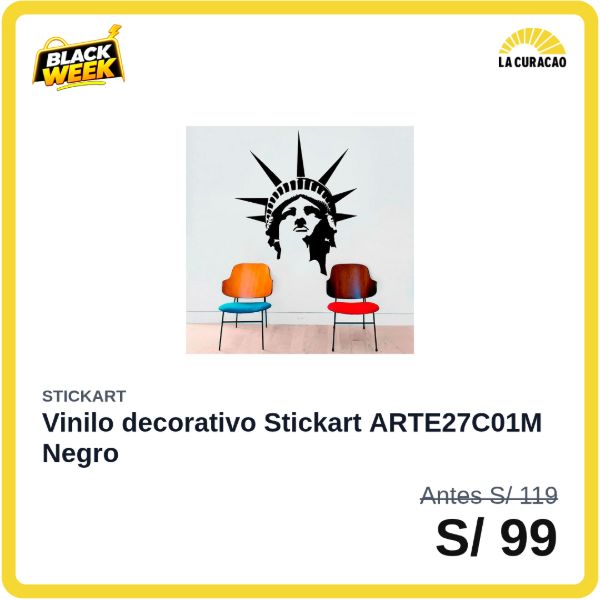 BLACK
WEEK
LA CURACAO
STICKART
Vinilo decorativo Stickart ARTE27C01M
Negro
Antes S/ 119
S/ 99